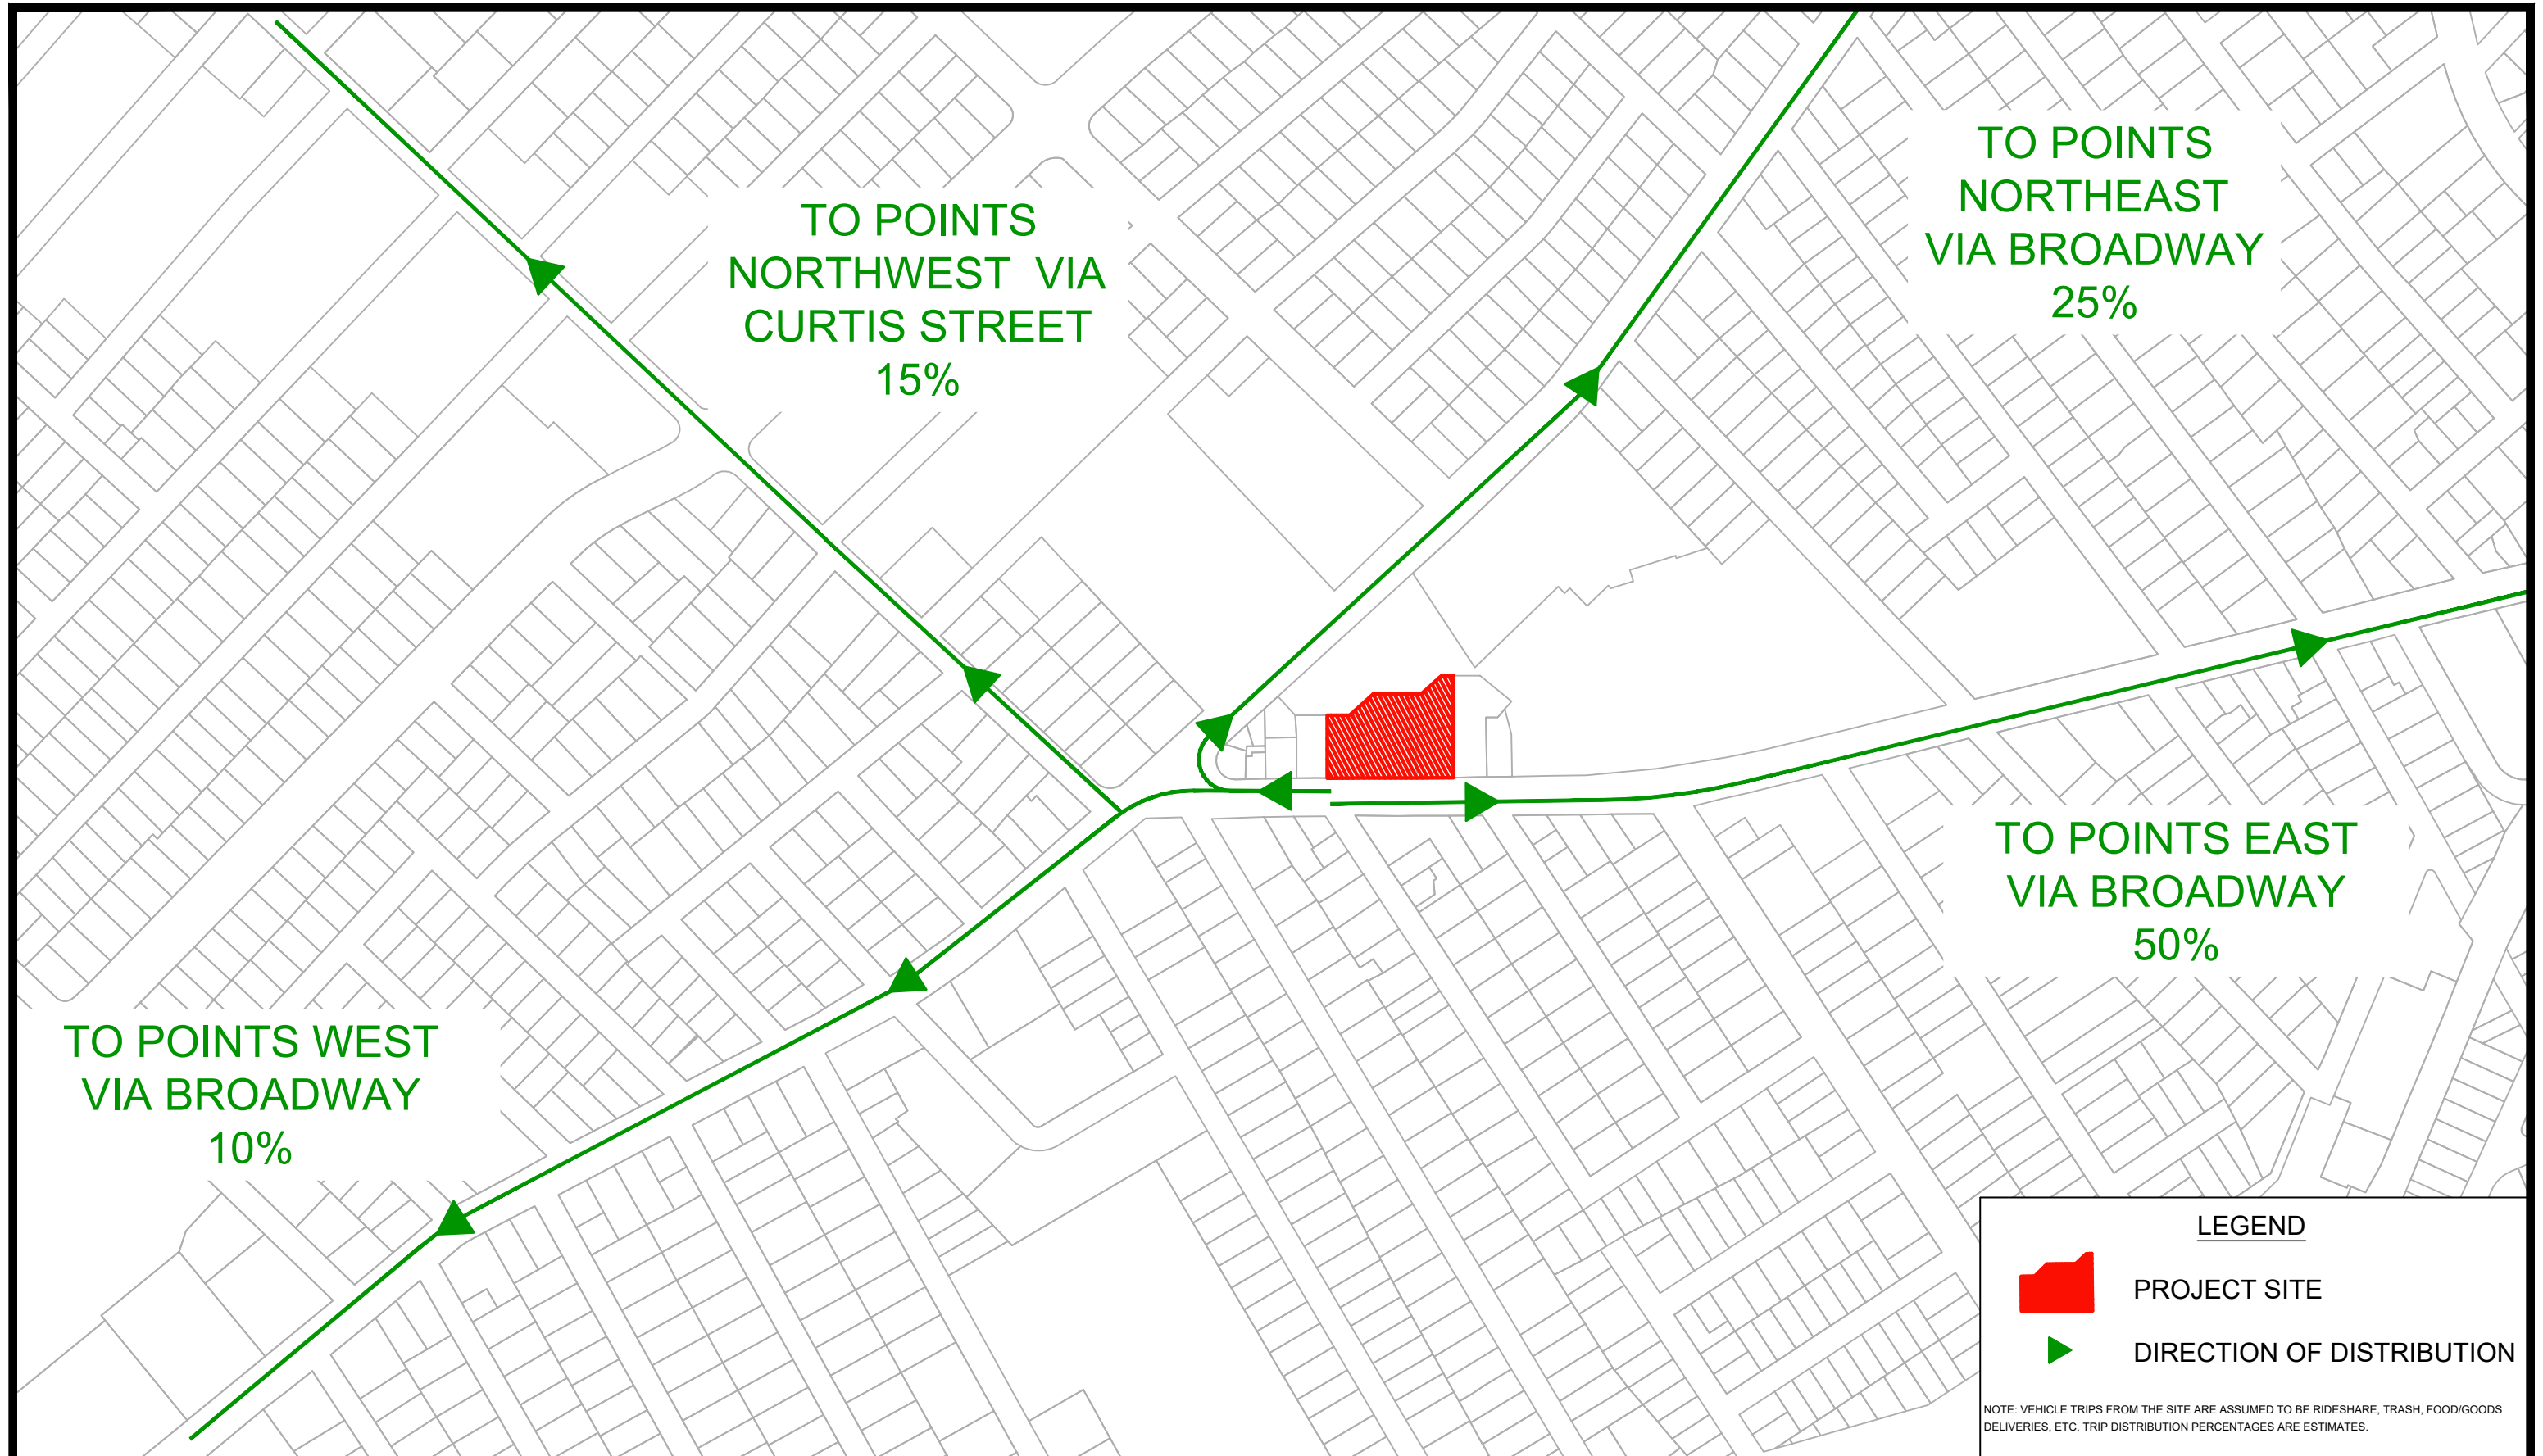 TO POINTS
NORTHWEST VIA
CURTIS STREET
15%
TO POINTS
NORTHEAST
VIA BROADWAY
25%
TO POINTS EAST
VIA BROADWAY
50%
TO POINTS WEST
VIA BROADWAY
10%
LEGEND
PROJECT SITE
DIRECTION OF DISTRIBUTION
NOTE: VEHICLE TRIPS FROM THE SITE ARE ASSUMED TO BE RIDESHARE, TRASH, FOOD/GOODS
DELIVERIES, ETC. TRIP DISTRIBUTION PERCENTAGES ARE ESTIMATES.